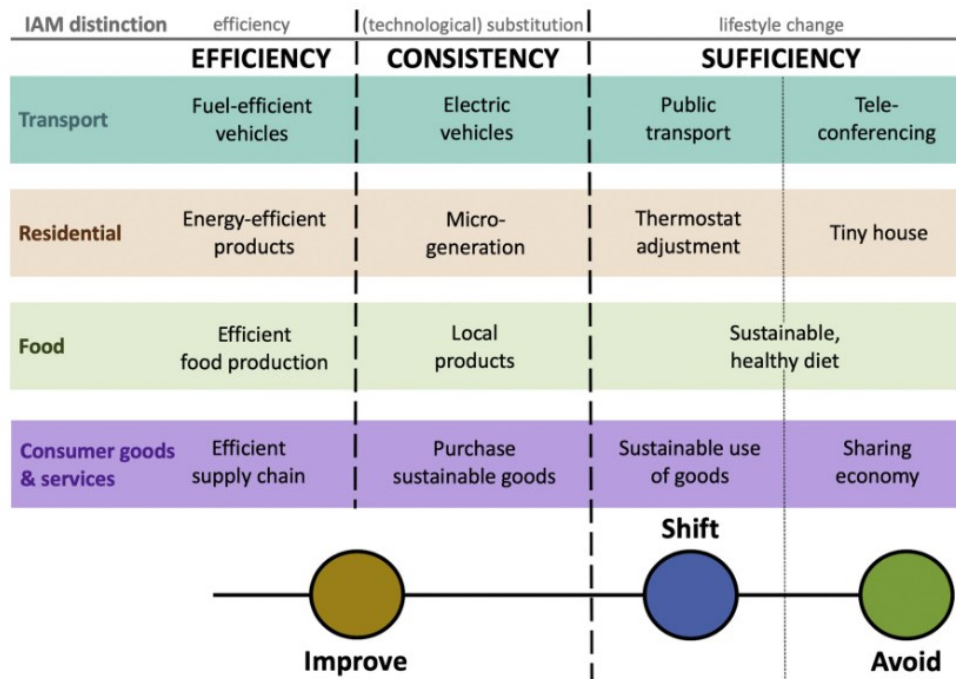 IAM distinction efficiency (technological) substitution lifestyle change
EFFICIENCY CONSISTENCY SUFFICIENCY
Transport
Fuel-efficient
vehicles
Electric
vehicles
Public
transport
Tele-
conferencing
Residential
Energy-efficient
products
Micro-
generation
Thermostat
adjustment
Tiny house
Food
Efficient
food production
Local
products
Sustainable,
healthy diet
Consumer goods
& services
Efficient
supply chain
Purchase
sustainable goods
Sustainable use
of goods
Sharing
economy
Shift
Improve
Avoid